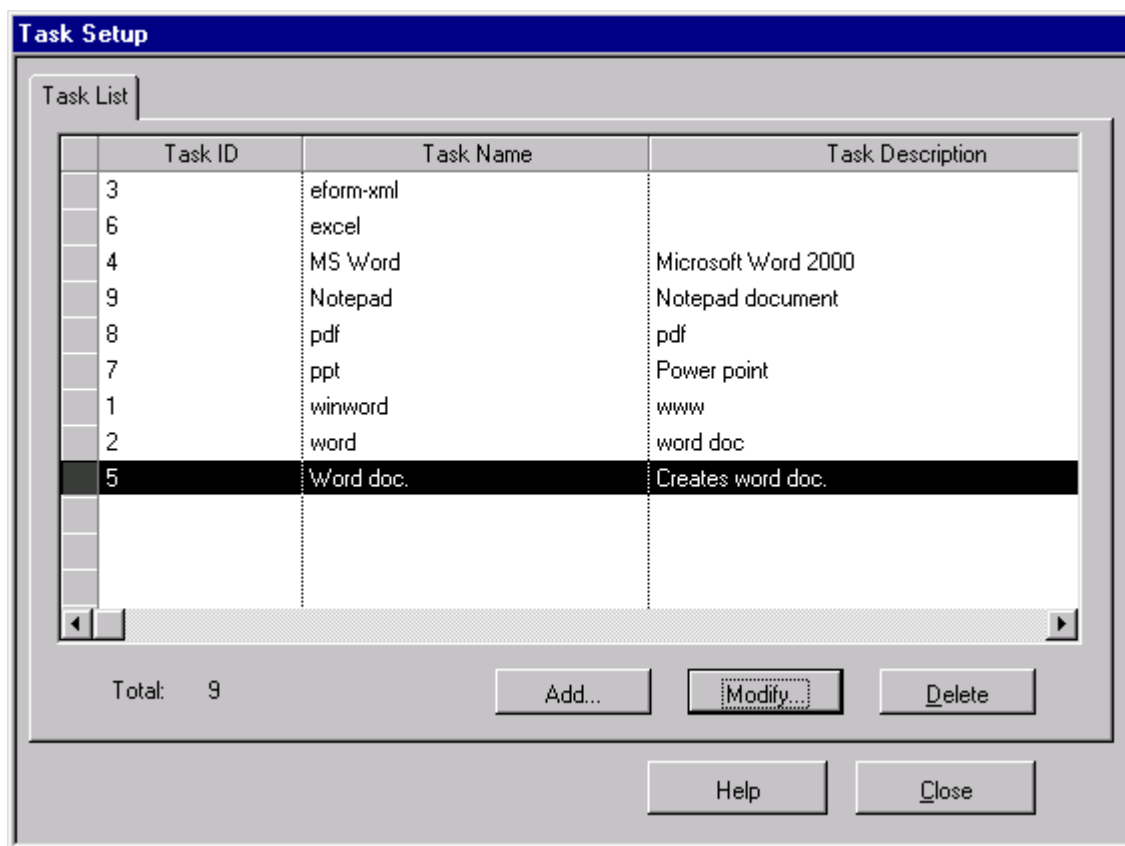 Task Setup
Task List
Task ID Task Name Task Description
3 eform-xml
6 excel
4 MS Word Microsoft Word 2000
9 Notepad Notepad document
8 pdf pdf
7 ppt Power point
1 winword www
2 word word doc
5 Word doc. Creates word doc.
Total: 9 Add... Modify... Delete
Help Close